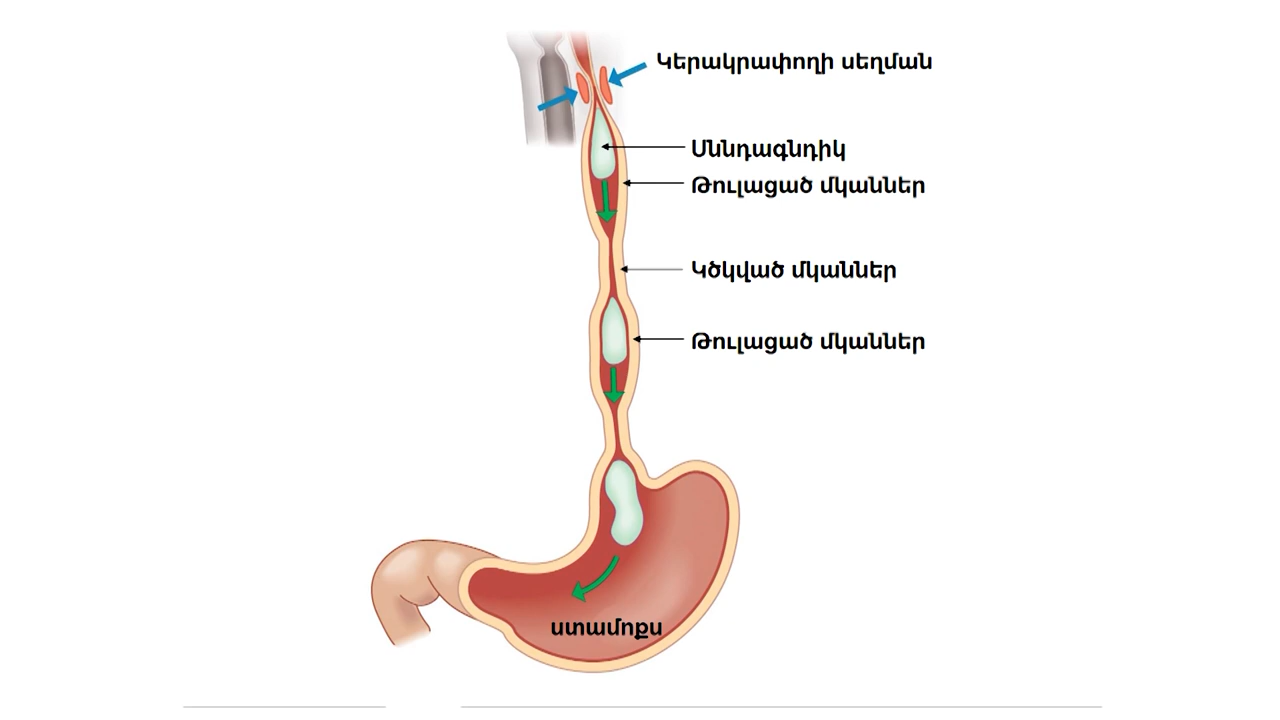 Կերակրափողի սեղման
Սննդագնդիկ
Թուլացած մկաններ
Կծկված մկաններ
Թուլացած մկաններ
ստամոքս